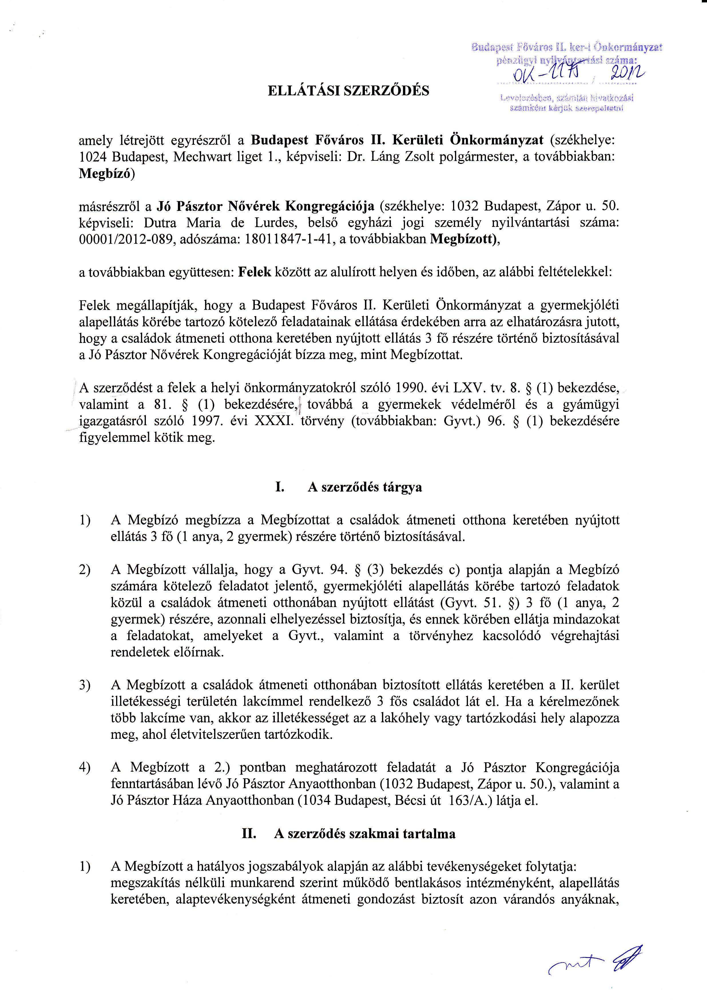 Budapest Főváros II. ker-i Önkormányzat
pénzügyi nyilvántartási száma:
OK-1175 / 2012
ELLÁTÁSI SZERZŐDÉS
Levelezésben, számlán hivatkozási
számként kérjük szerepeltetni
amely létrejött egyrészről a Budapest Főváros II. Kerületi Önkormányzat (székhelye:
1024 Budapest, Mechwart liget 1., képviseli: Dr. Láng Zsolt polgármester, a továbbiakban:
Megbízó)
másrészről a Jó Pásztor Nővérek Kongregációja (székhelye: 1032 Budapest, Zápor u. 50.
képviseli: Dutra Maria de Lurdes, belső egyházi jogi személy nyilvántartási száma:
00001/2012-089, adószáma: 18011847-1-41, a továbbiakban Megbízott),
a továbbiakban együttesen: Felek között az alulírott helyen és időben, az alábbi feltételekkel:
Felek megállapítják, hogy a Budapest Főváros II. Kerületi Önkormányzat a gyermekjóléti
alapellátás körébe tartozó kötelező feladatainak ellátása érdekében arra az elhatározásra jutott,
hogy a családok átmeneti otthona keretében nyújtott ellátás 3 fő részére történő biztosításával
a Jó Pásztor Nővérek Kongregációját bízza meg, mint Megbízottat.
A szerződést a felek a helyi önkormányzatokról szóló 1990. évi LXV. tv. 8. § (1) bekezdése,
valamint a 81. § (1) bekezdésére, továbbá a gyermekek védelméről és a gyámügyi
igazgatásról szóló 1997. évi XXXI. törvény (továbbiakban: Gyvt.) 96. § (1) bekezdésére
figyelemmel kötik meg.
I. A szerződés tárgya
1) A Megbízó megbízza a Megbízottat a családok átmeneti otthona keretében nyújtott
ellátás 3 fő (1 anya, 2 gyermek) részére történő biztosításával.
2) A Megbízott vállalja, hogy a Gyvt. 94. § (3) bekezdés c) pontja alapján a Megbízó
számára kötelező feladatot jelentő, gyermekjóléti alapellátás körébe tartozó feladatok
közül a családok átmeneti otthonában nyújtott ellátást (Gyvt. 51. §) 3 fő (1 anya, 2
gyermek) részére, azonnali elhelyezéssel biztosítja, és ennek körében ellátja mindazokat
a feladatokat, amelyeket a Gyvt., valamint a törvényhez kacsolódó végrehajtási
rendeletek előírnak.
3) A Megbízott a családok átmeneti otthonában biztosított ellátás keretében a II. kerület
illetékességi területén lakcímmel rendelkező 3 fős családot lát el. Ha a kérelmezőnek
több lakcíme van, akkor az illetékességet az a lakóhely vagy tartózkodási hely alapozza
meg, ahol életvitelszerűen tartózkodik.
4) A Megbízott a 2.) pontban meghatározott feladatát a Jó Pásztor Kongregációja
fenntartásában lévő Jó Pásztor Anyaotthonban (1032 Budapest, Zápor u. 50.), valamint a
Jó Pásztor Háza Anyaotthonban (1034 Budapest, Bécsi út 163/A.) látja el.
II. A szerződés szakmai tartalma
1) A Megbízott a hatályos jogszabályok alapján az alábbi tevékenységeket folytatja:
megszakítás nélküli munkarend szerint működő bentlakásos intézményként, alapellátás
keretében, alaptevékenységként átmeneti gondozást biztosít azon várandós anyáknak,